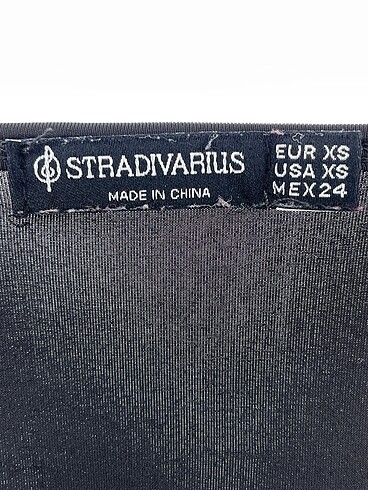 STRADIVARIUS
MADE IN CHINA
EUR XS
USA XS
MEX 24